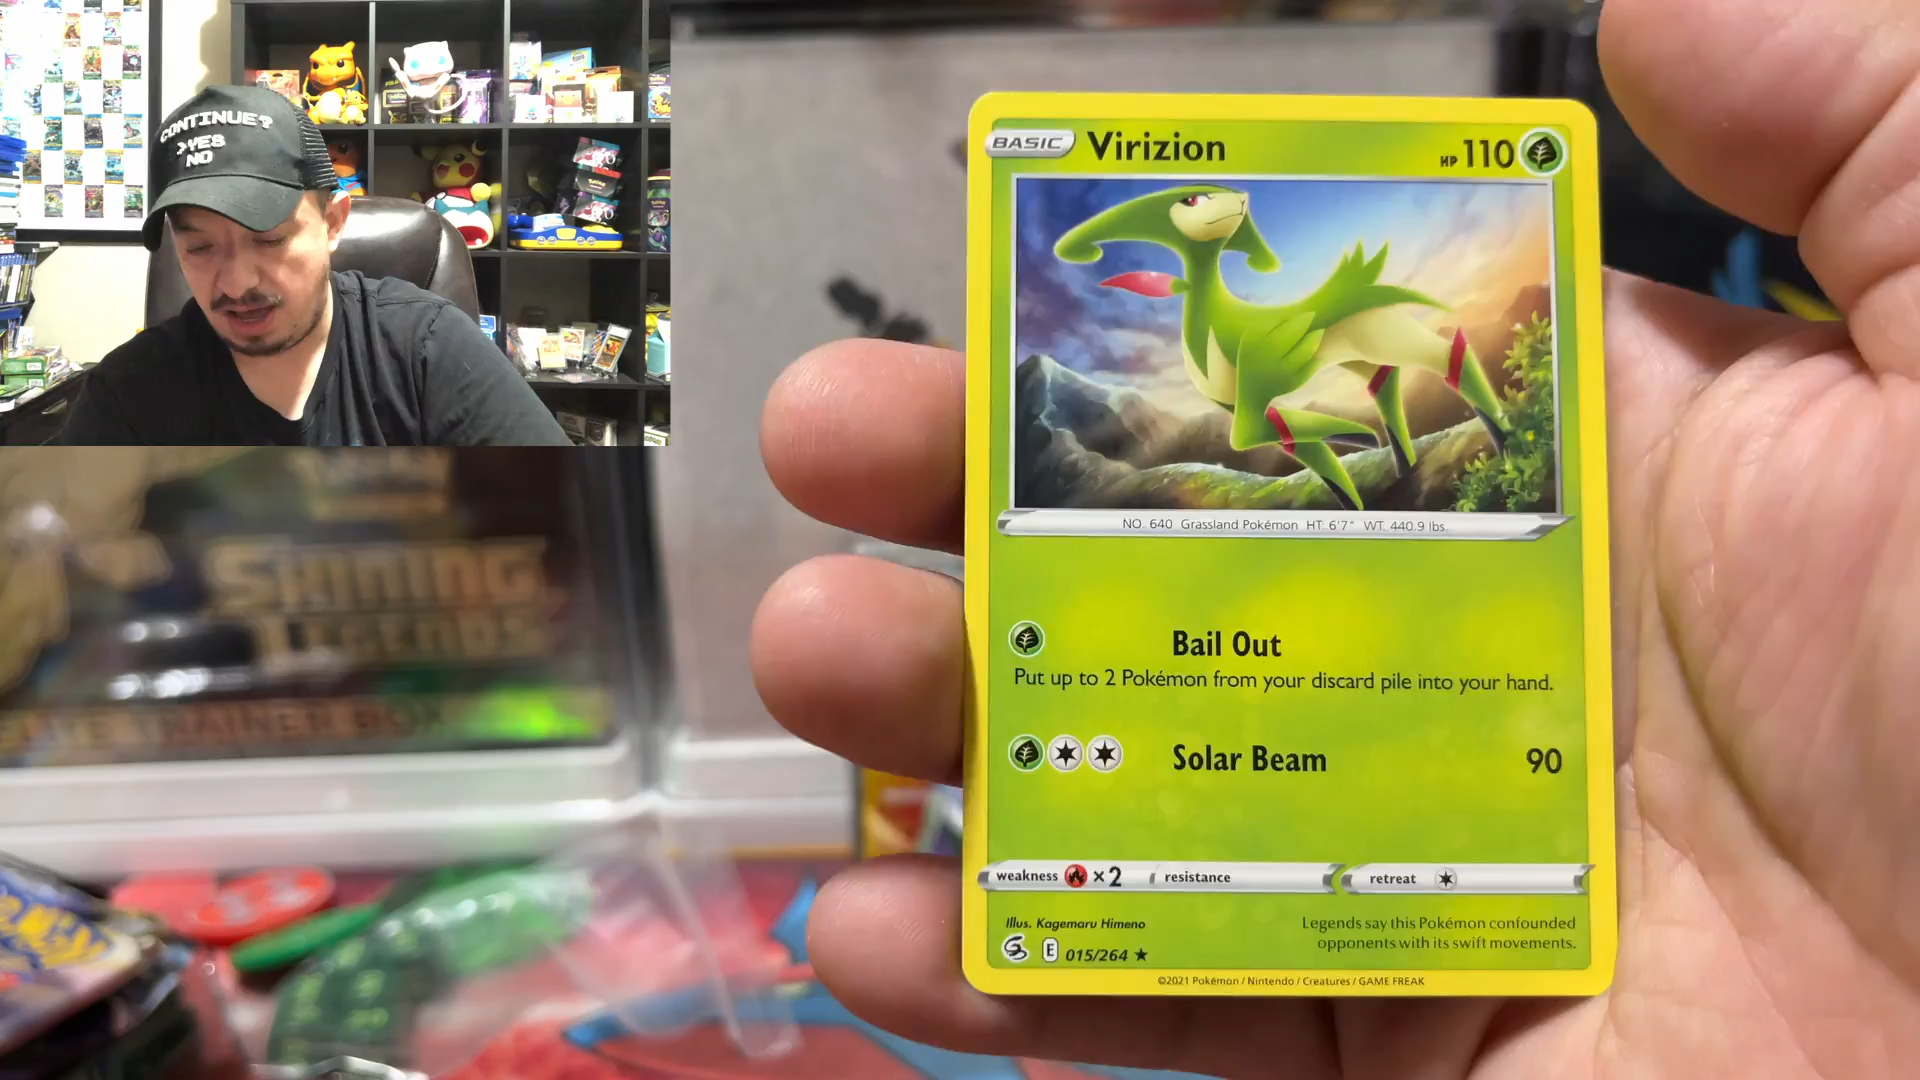 CONTINUE?
>YES
NO
BASIC Virizion HP 110
NO. 640 Grassland Pokémon HT: 6'7" WT: 440.9 lbs.
Bail Out
Put up to 2 Pokémon from your discard pile into your hand.
Solar Beam 90
weakness ×2 resistance retreat
Illus. Kagemaru Himeno
Legends say this Pokémon confounded
opponents with its swift movements.
E 015/264 ★
©2021 Pokémon / Nintendo / Creatures / GAME FREAK
SHINING
LEGENDS
TRAINER BOX